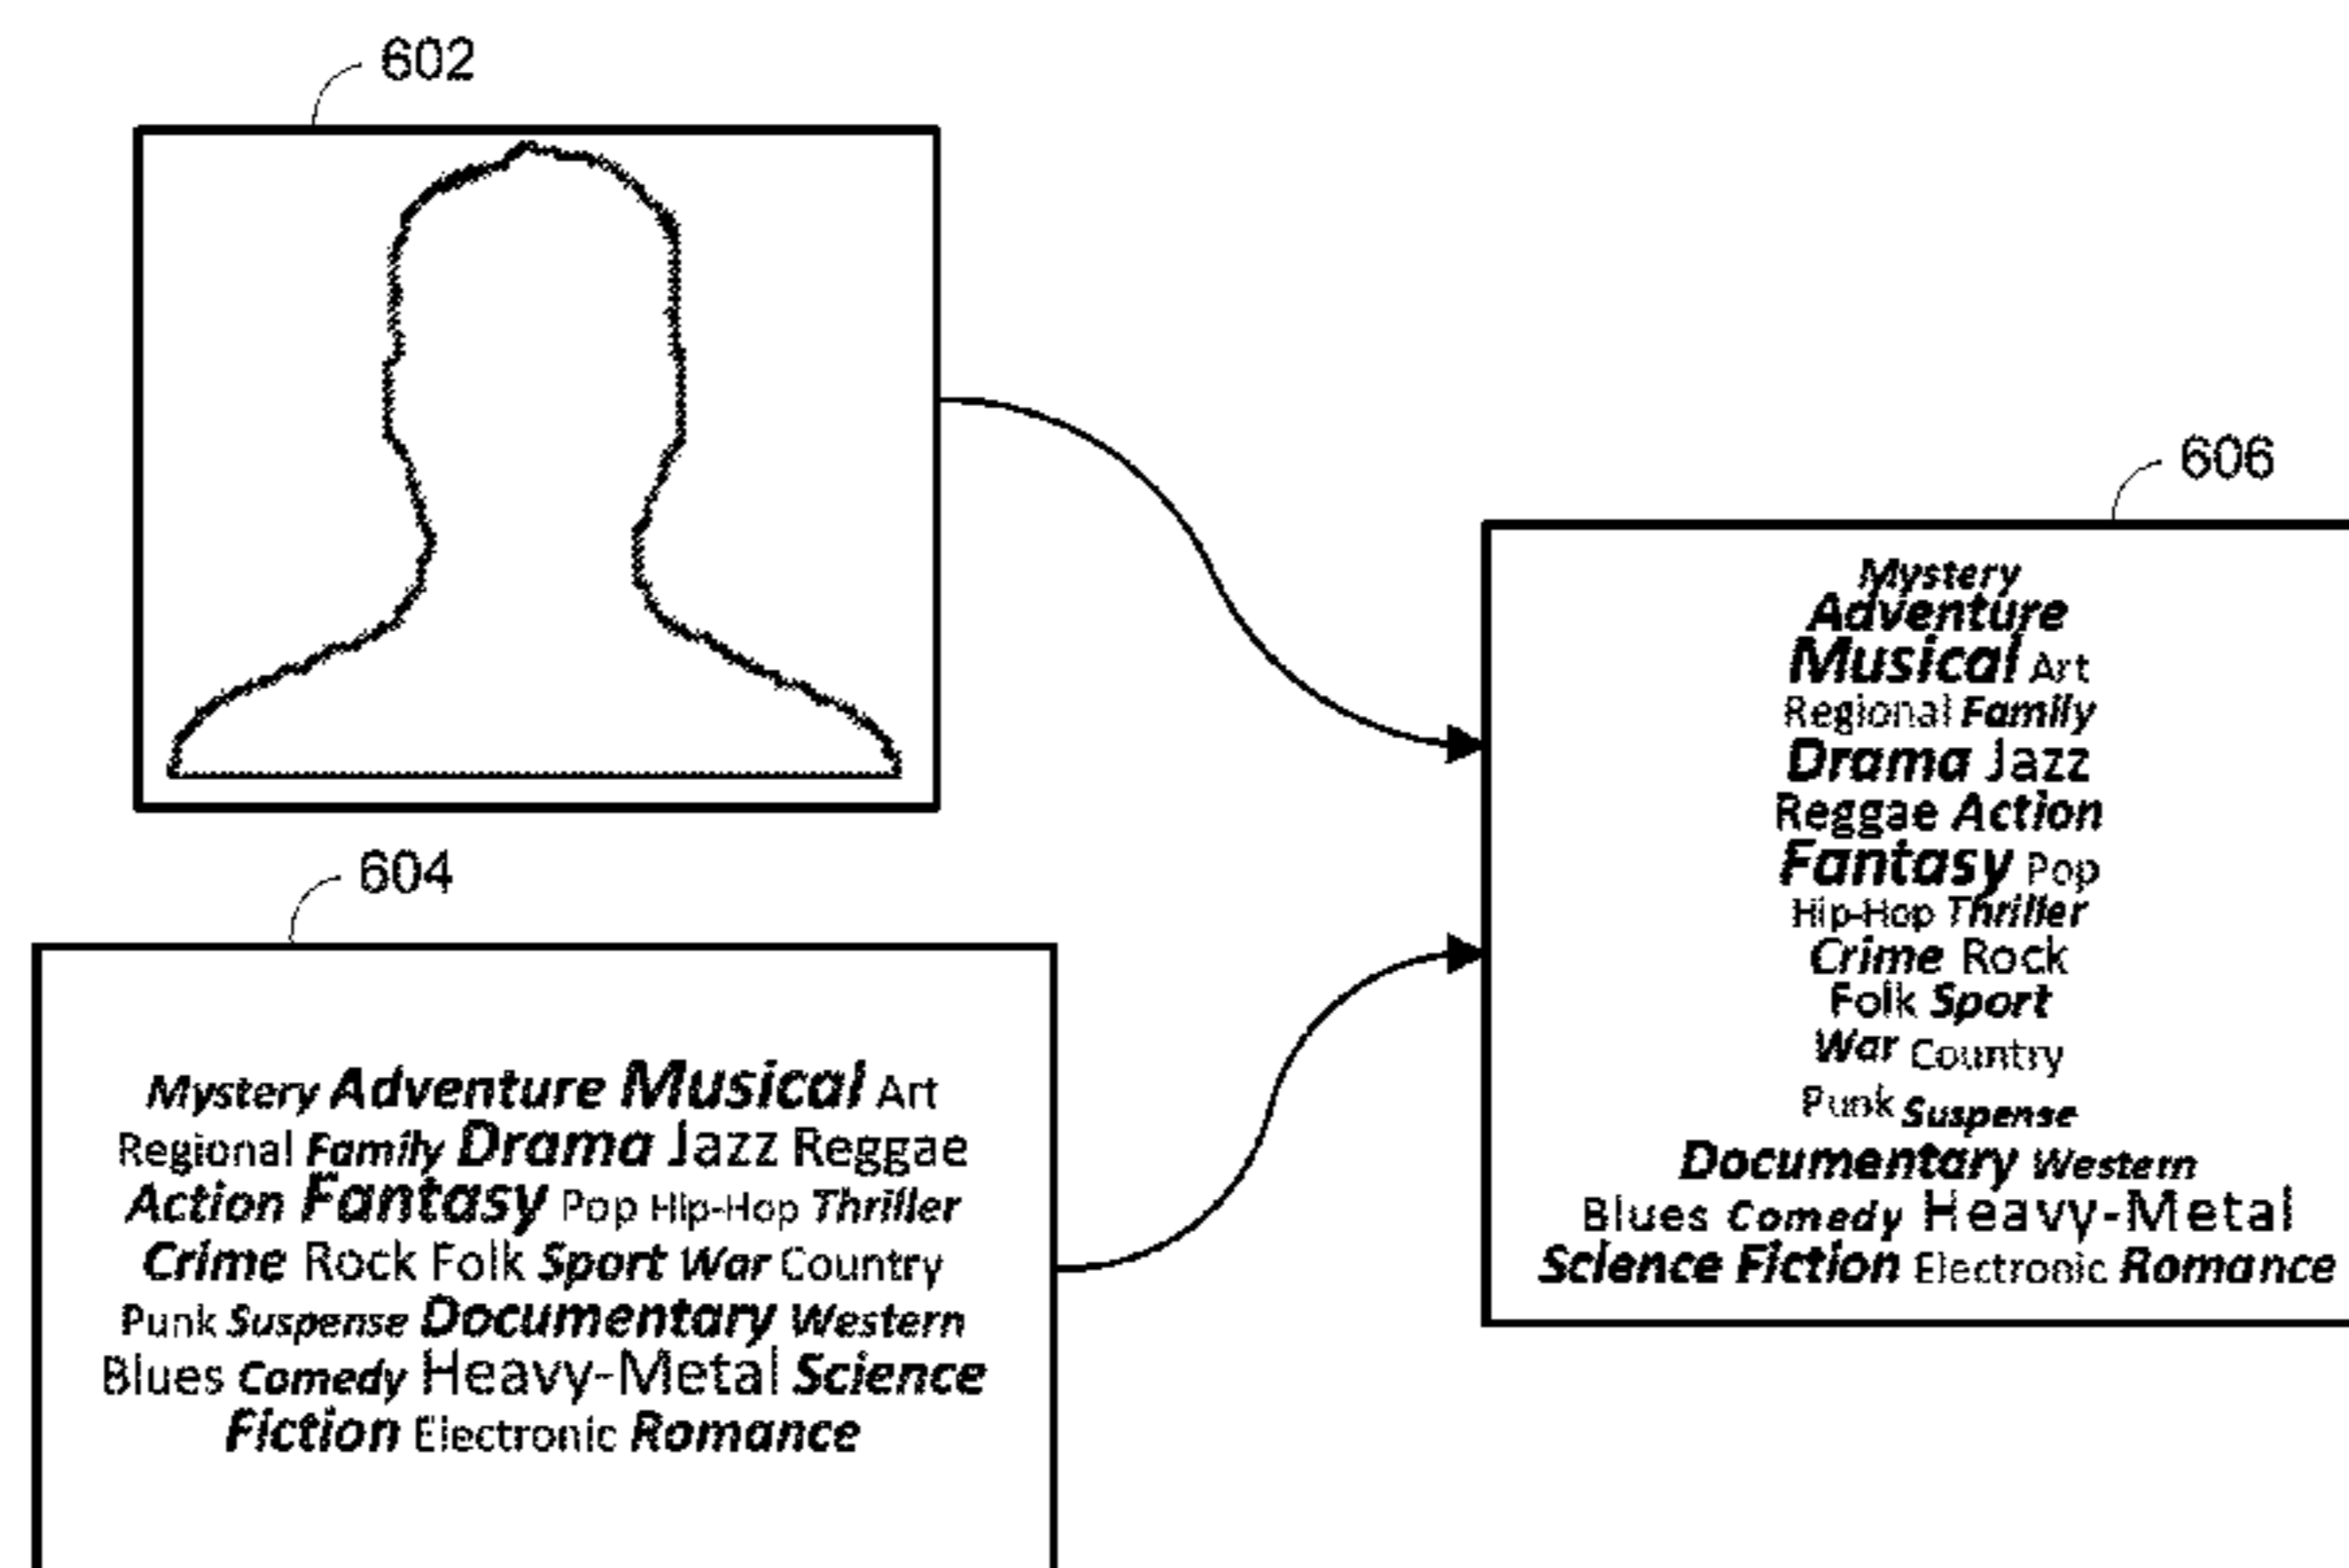 602
604
Mystery Adventure Musical Art
Regional Family Drama Jazz Reggae
Action Fantasy Pop Hip-Hop Thriller
Crime Rock Folk Sport War Country
Punk Suspense Documentary Western
Blues Comedy Heavy-Metal Science
Fiction Electronic Romance
606
Mystery
Adventure
Musical Art
Regional Family
Drama Jazz
Reggae Action
Fantasy Pop
Hip-Hop Thriller
Crime Rock
Folk Sport
War Country
Punk Suspense
Documentary Western
Blues Comedy Heavy-Metal
Science Fiction Electronic Romance